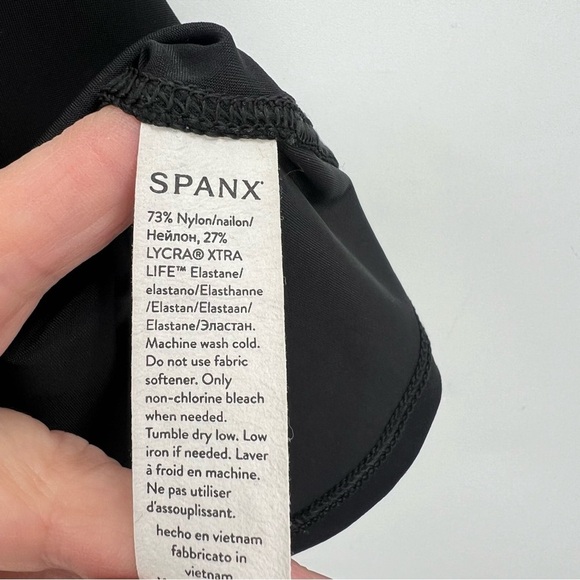 SPANX®
73% Nylon/nailon/
Нейлон, 27%
LYCRA® XTRA
LIFE™ Elastane/
elastano/Elasthanne
/Elastan/Elastaan/
Elastane/Эластан.
Machine wash cold.
Do not use fabric
softener. Only
non-chlorine bleach
when needed.
Tumble dry low. Low
iron if needed. Laver
à froid en machine.
Ne pas utiliser
d'assouplissant.
hecho en vietnam
fabbricato in
vietnam